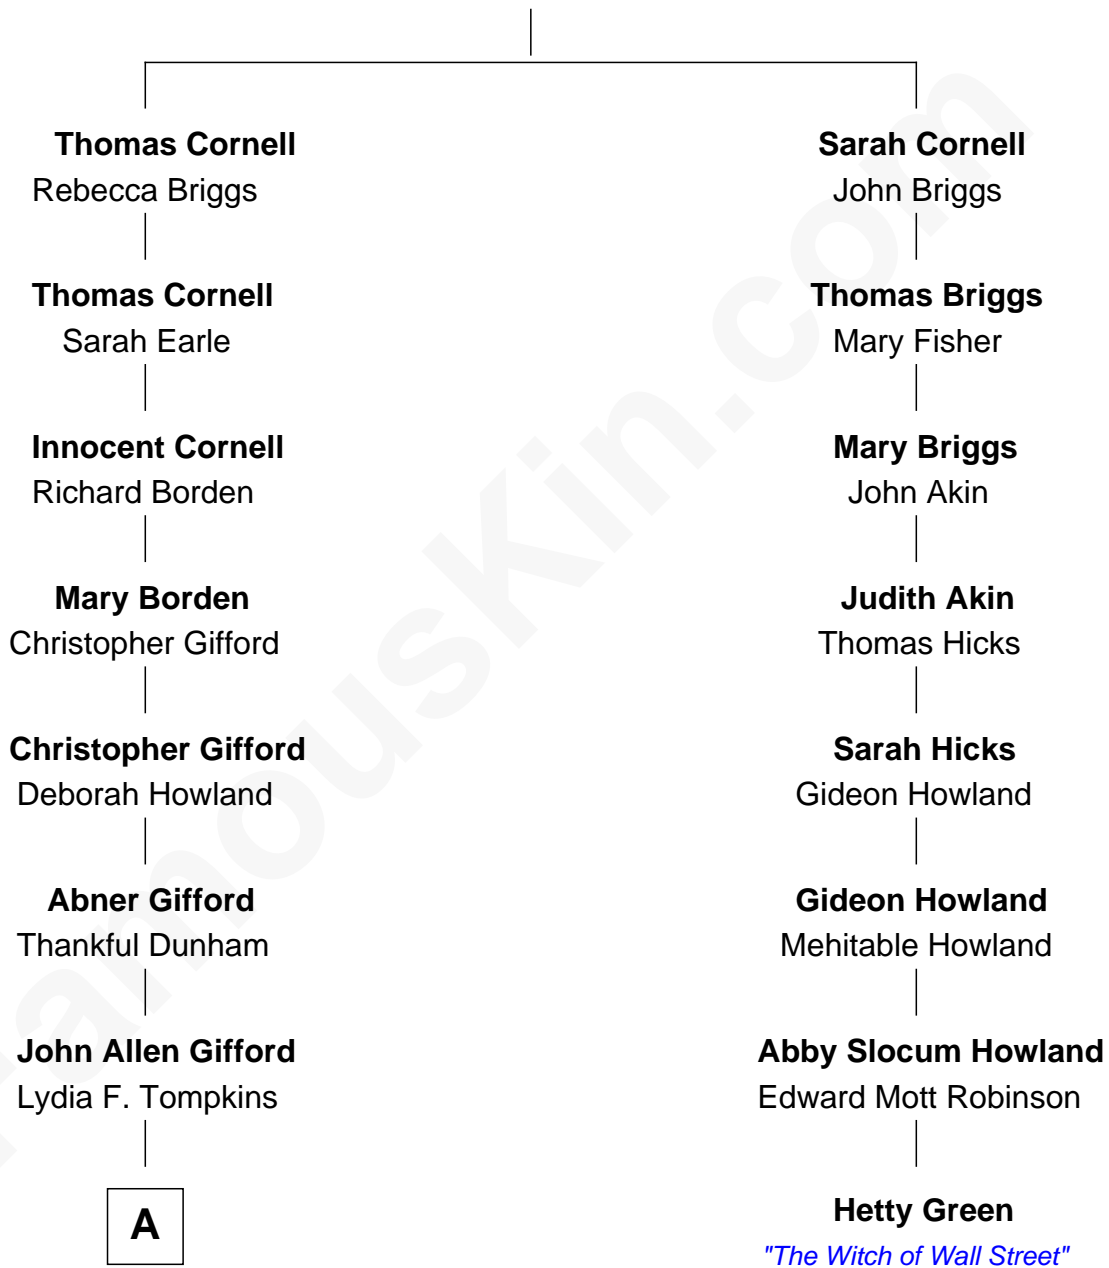 Thomas Cornell
Rebecca Briggs
Thomas Cornell
Sarah Earle
Innocent Cornell
Richard Borden
Mary Borden
Christopher Gifford
Christopher Gifford
Deborah Howland
Abner Gifford
Thankful Dunham
John Allen Gifford
Lydia F. Tompkins
A
Sarah Cornell
John Briggs
Thomas Briggs
Mary Fisher
Mary Briggs
John Akin
Judith Akin
Thomas Hicks
Sarah Hicks
Gideon Howland
Gideon Howland
Mehitable Howland
Abby Slocum Howland
Edward Mott Robinson
Hetty Green
"The Witch of Wall Street"
FamousKin.com